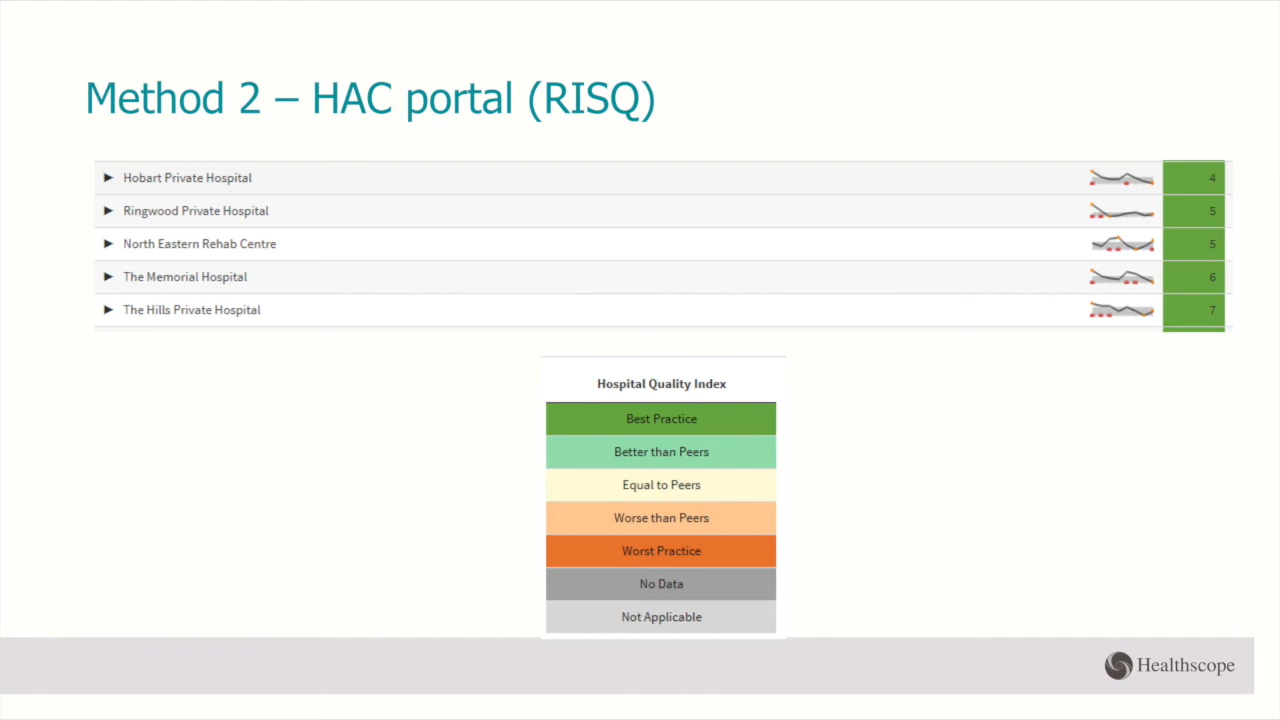 Method 2 – HAC portal (RISQ)
Hobart Private Hospital 4
Ringwood Private Hospital 5
North Eastern Rehab Centre 5
The Memorial Hospital 6
The Hills Private Hospital 7
Hospital Quality Index
Best Practice
Better than Peers
Equal to Peers
Worse than Peers
Worst Practice
No Data
Not Applicable
Healthscope